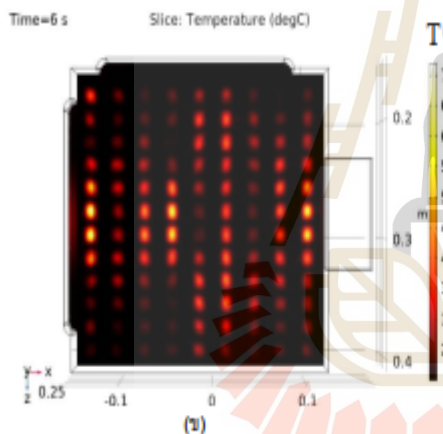 Time=6 s
Slice: Temperature (degC)
T
0.2
m
0.3
0.4
y x
z
0.25
-0.1
0
0.1
(ข)